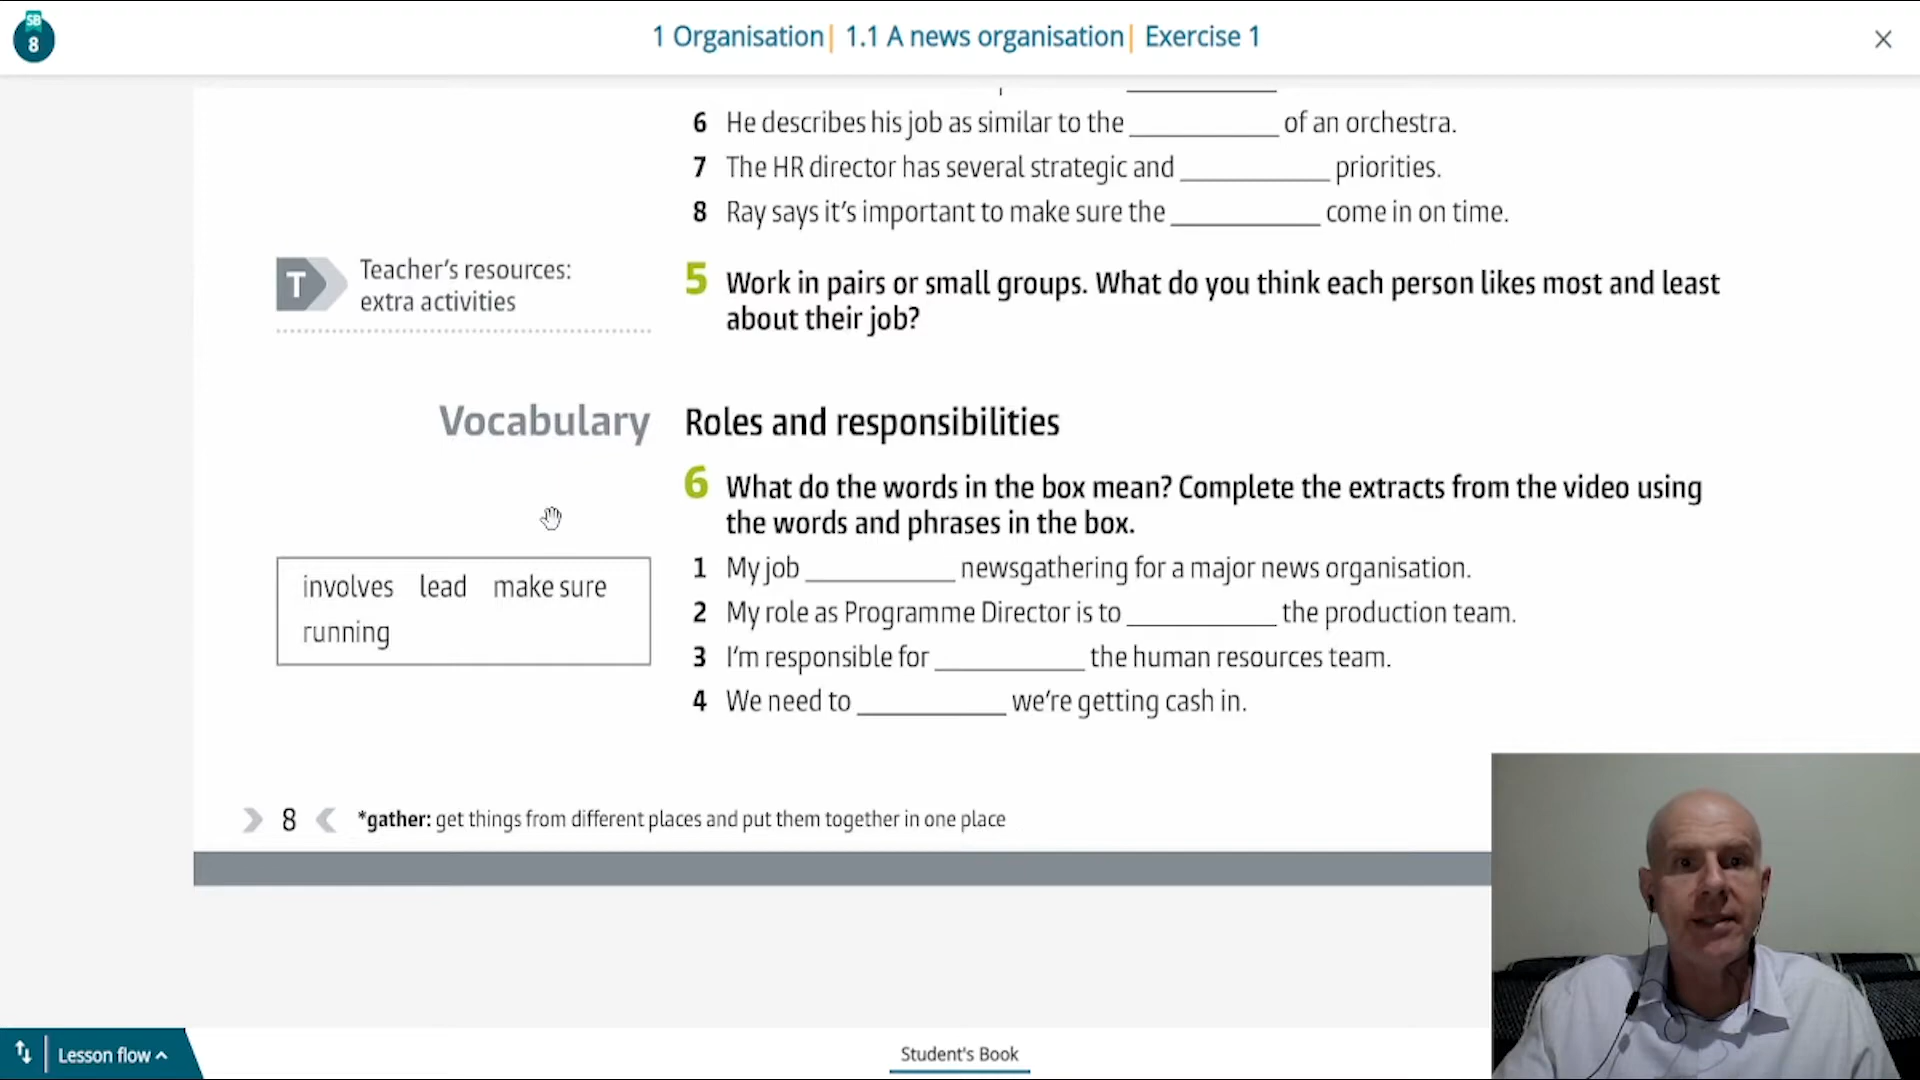 SB
8
1 Organisation| 1.1 A news organisation| Exercise 1
6 He describes his job as similar to the __________ of an orchestra.
7 The HR director has several strategic and __________ priorities.
8 Ray says it's important to make sure the __________ come in on time.
T Teacher's resources:
extra activities
5 Work in pairs or small groups. What do you think each person likes most and least
about their job?
Vocabulary Roles and responsibilities
6 What do the words in the box mean? Complete the extracts from the video using
the words and phrases in the box.
involves lead make sure
running
1 My job __________ newsgathering for a major news organisation.
2 My role as Programme Director is to __________ the production team.
3 I'm responsible for __________ the human resources team.
4 We need to __________ we're getting cash in.
8 *gather: get things from different places and put them together in one place
Lesson flow
Student's Book